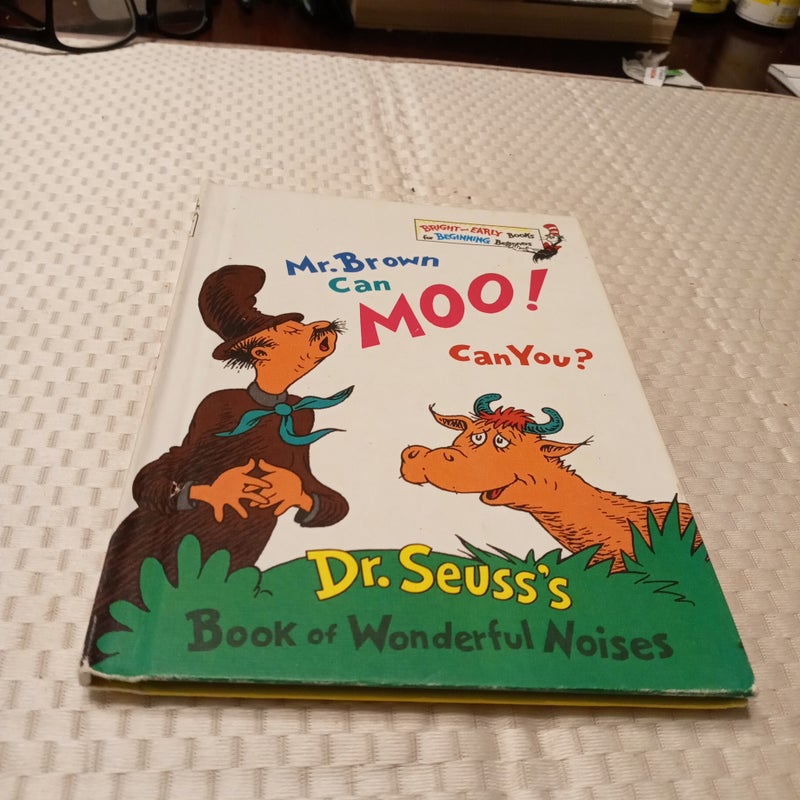 BRIGHT and EARLY BOOKS
for BEGINNING Beginners
Mr. Brown
Can
MOO!
Can You?
Dr. Seuss's
Book of Wonderful Noises